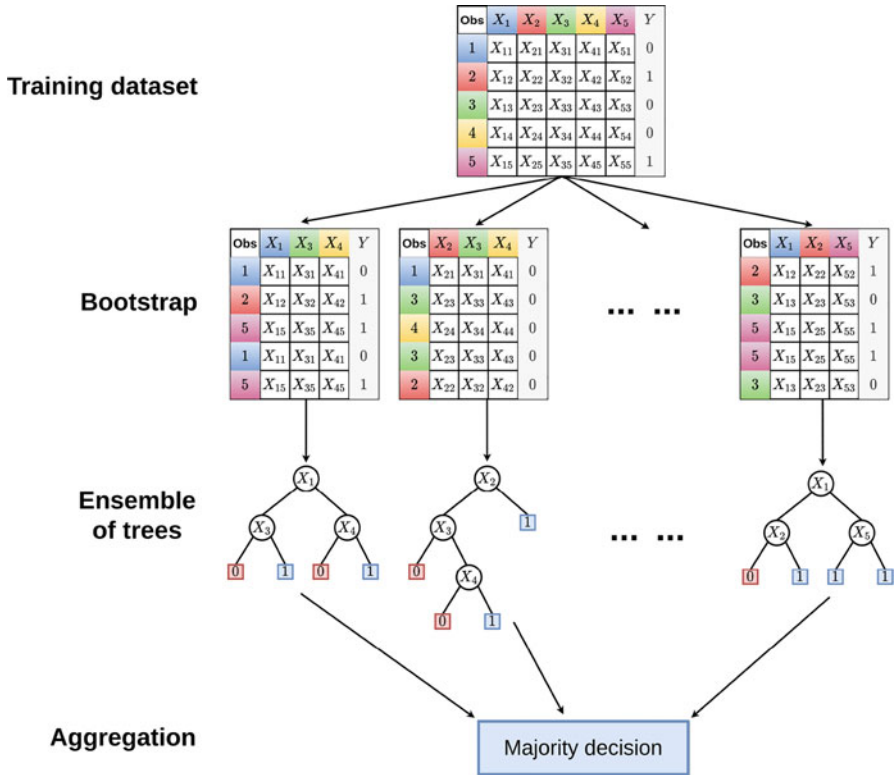 Training dataset
Obs X₁ X₂ X₃ X₄ X₅ Y
1 X₁₁ X₂₁ X₃₁ X₄₁ X₅₁ 0
2 X₁₂ X₂₂ X₃₂ X₄₂ X₅₂ 1
3 X₁₃ X₂₃ X₃₃ X₄₃ X₅₃ 0
4 X₁₄ X₂₄ X₃₄ X₄₄ X₅₄ 0
5 X₁₅ X₂₅ X₃₅ X₄₅ X₅₅ 1
Bootstrap
Obs X₁ X₃ X₄ Y
1 X₁₁ X₃₁ X₄₁ 0
2 X₁₂ X₃₂ X₄₂ 1
5 X₁₅ X₃₅ X₄₅ 1
1 X₁₁ X₃₁ X₄₁ 0
5 X₁₅ X₃₅ X₄₅ 1
Obs X₂ X₃ X₄ Y
1 X₂₁ X₃₁ X₄₁ 0
3 X₂₃ X₃₃ X₄₃ 0
4 X₂₄ X₃₄ X₄₄ 0
3 X₂₃ X₃₃ X₄₃ 0
2 X₂₂ X₃₂ X₄₂ 0
... ...
Obs X₁ X₂ X₅ Y
2 X₁₂ X₂₂ X₅₂ 1
3 X₁₃ X₂₃ X₅₃ 0
5 X₁₅ X₂₅ X₅₅ 1
5 X₁₅ X₂₅ X₅₅ 1
3 X₁₃ X₂₃ X₅₃ 0
Ensemble
of trees
X₁
X₃ X₄
0 1 0 1
X₂
X₃ 1
0 X₄
0 1
... ...
X₁
X₂ X₅
0 1 1 1
Aggregation
Majority decision